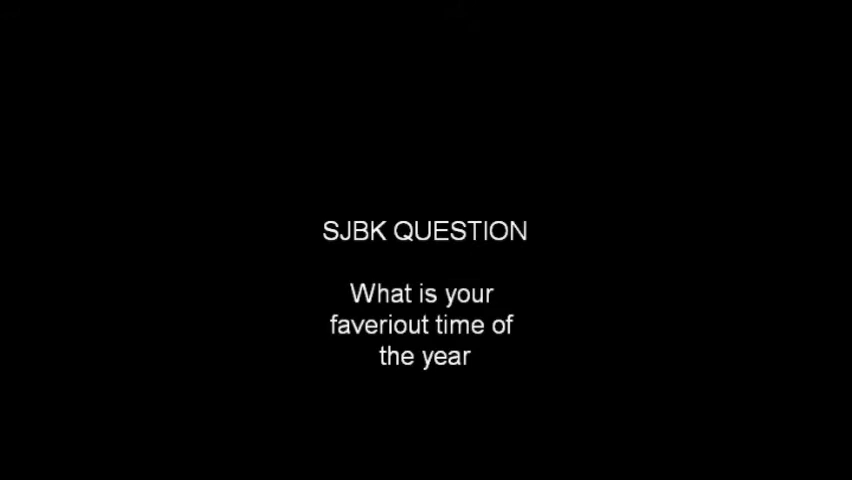 SJBK QUESTION
What is your
faveriout time of
the year